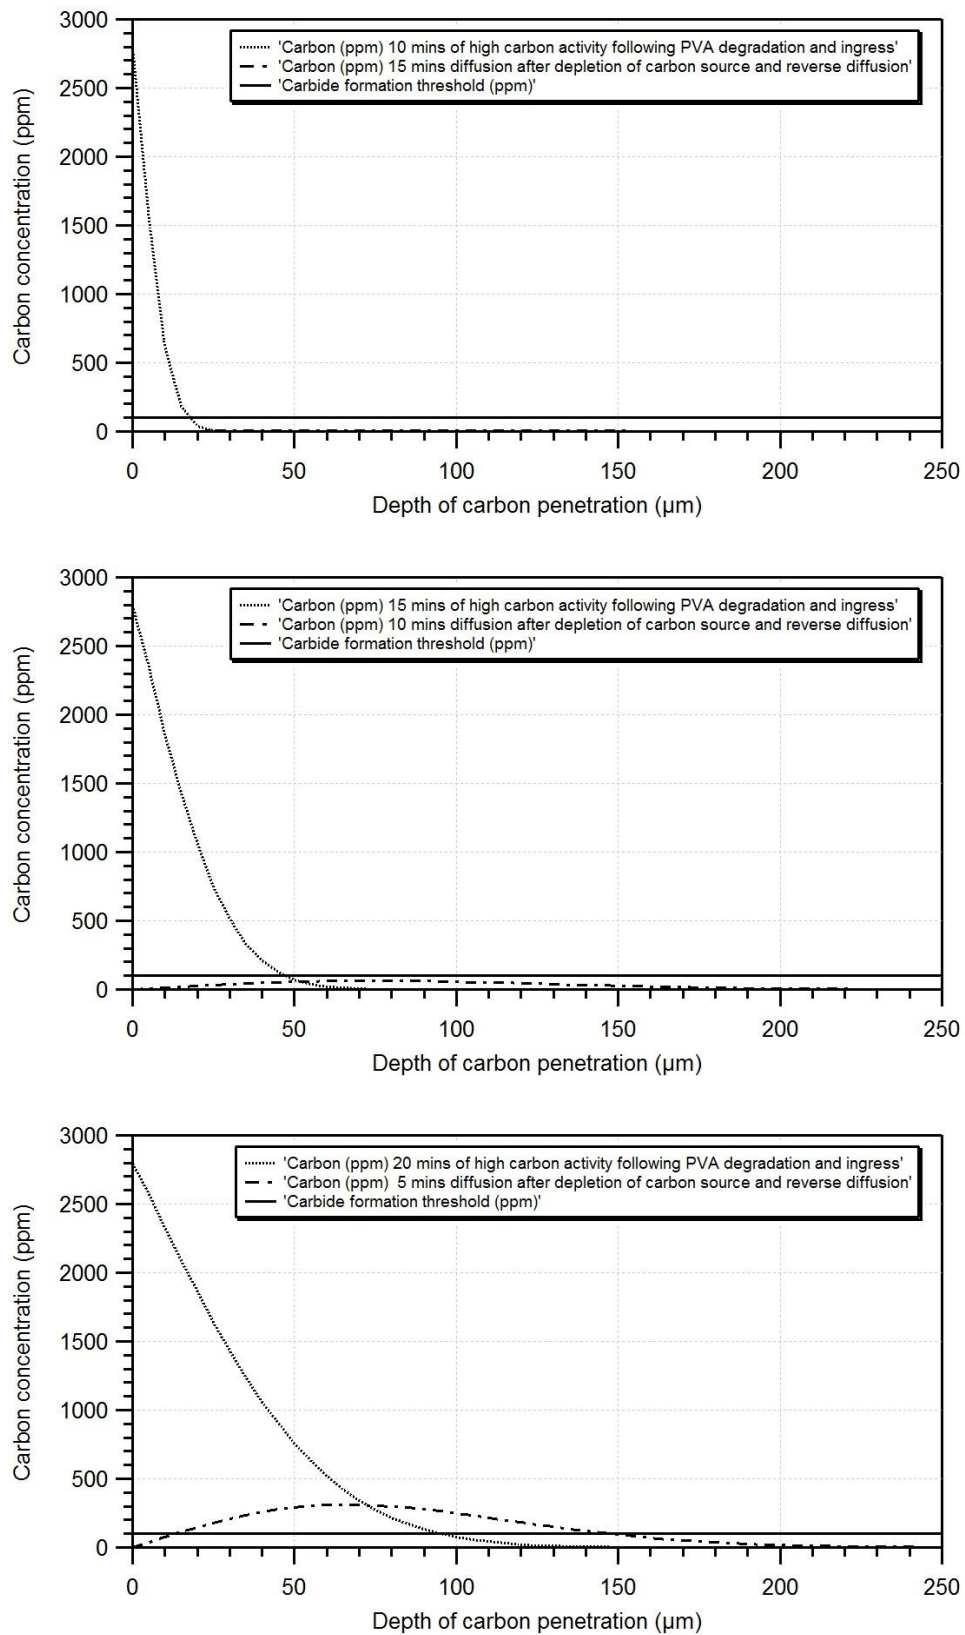 3000
'Carbon (ppm) 10 mins of high carbon activity following PVA degradation and ingress'
'Carbon (ppm) 15 mins diffusion after depletion of carbon source and reverse diffusion'
'Carbide formation threshold (ppm)'
2500
2000
1500
1000
500
0
Carbon concentration (ppm)
0 50 100 150 200 250
Depth of carbon penetration (µm)
3000
'Carbon (ppm) 15 mins of high carbon activity following PVA degradation and ingress'
'Carbon (ppm) 10 mins diffusion after depletion of carbon source and reverse diffusion'
'Carbide formation threshold (ppm)'
2500
2000
1500
1000
500
0
Carbon concentration (ppm)
0 50 100 150 200 250
Depth of carbon penetration (µm)
3000
'Carbon (ppm) 20 mins of high carbon activity following PVA degradation and ingress'
'Carbon (ppm)  5 mins diffusion after depletion of carbon source and reverse diffusion'
'Carbide formation threshold (ppm)'
2500
2000
1500
1000
500
0
Carbon concentration (ppm)
0 50 100 150 200 250
Depth of carbon penetration (µm)